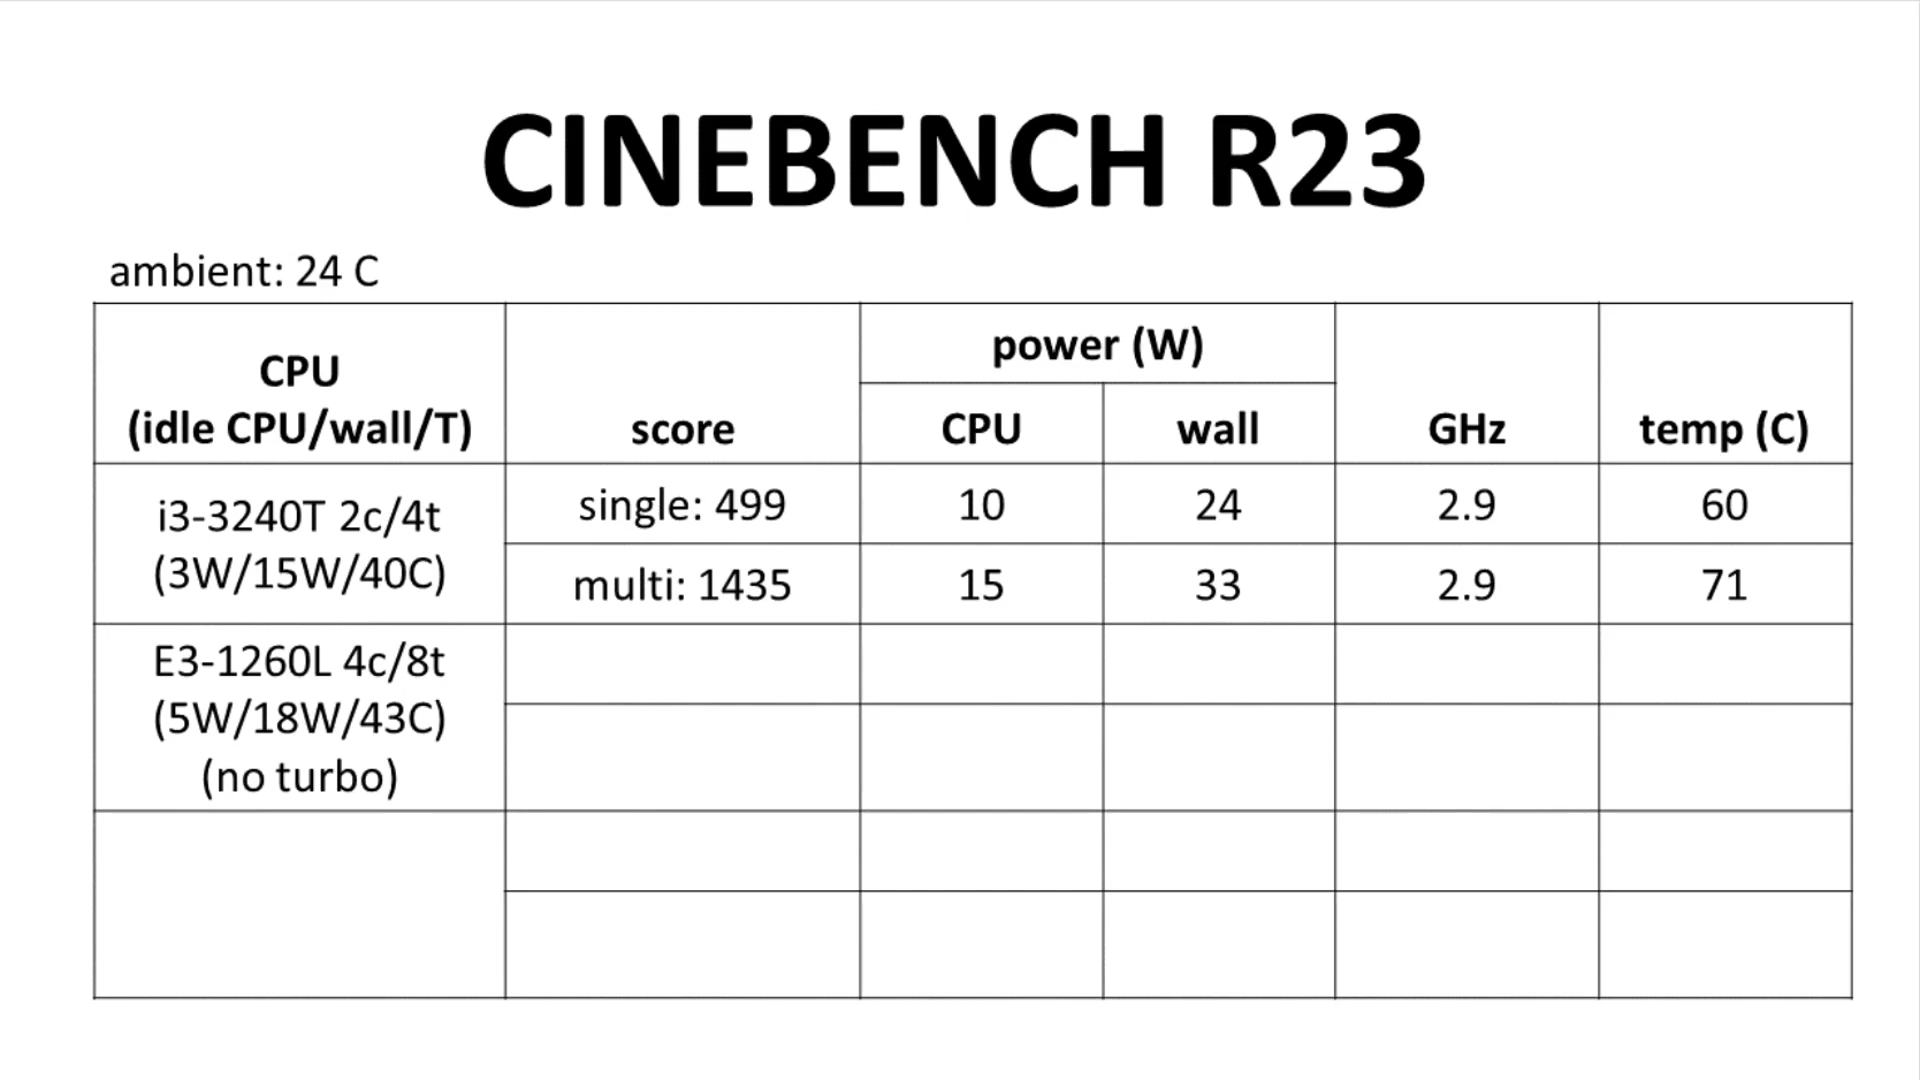 CINEBENCH R23
ambient: 24 C
CPU
(idle CPU/wall/T)
score
power (W)
CPU
wall
GHz
temp (C)
i3-3240T 2c/4t
(3W/15W/40C)
single: 499
10
24
2.9
60
multi: 1435
15
33
2.9
71
E3-1260L 4c/8t
(5W/18W/43C)
(no turbo)